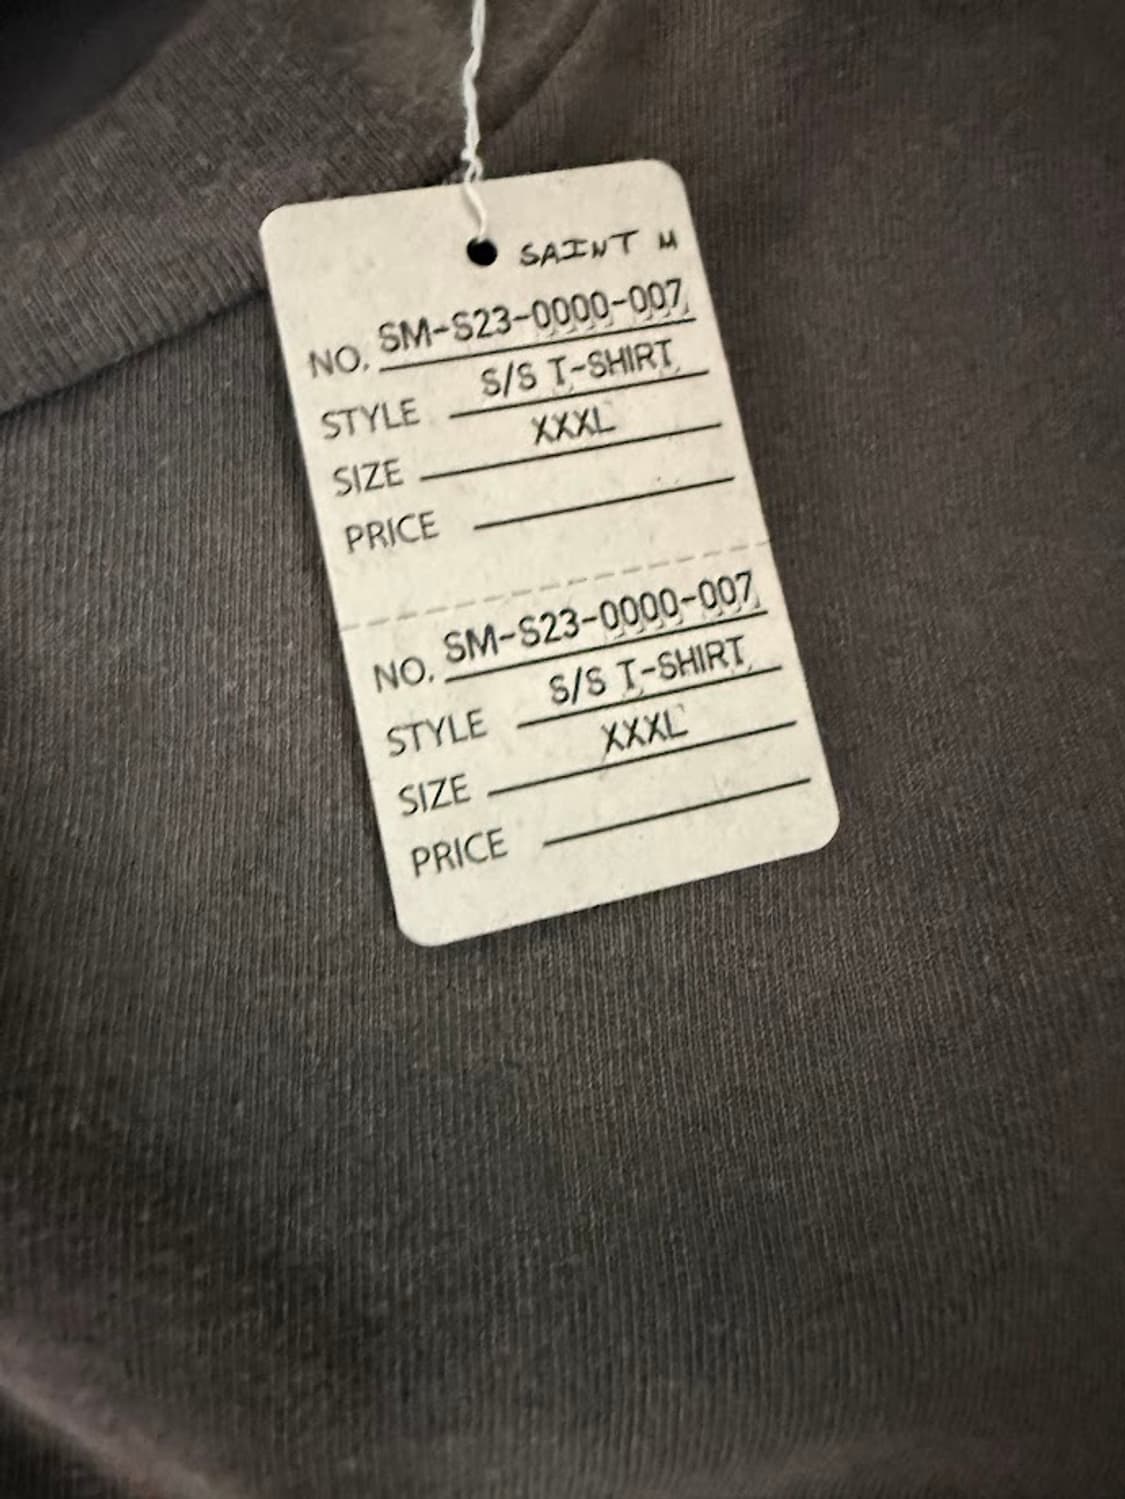 SAINT M
NO. SM-S23-0000-007
STYLE S/S T-SHIRT
SIZE XXXL
PRICE
NO. SM-S23-0000-007
STYLE S/S T-SHIRT
SIZE XXXL
PRICE